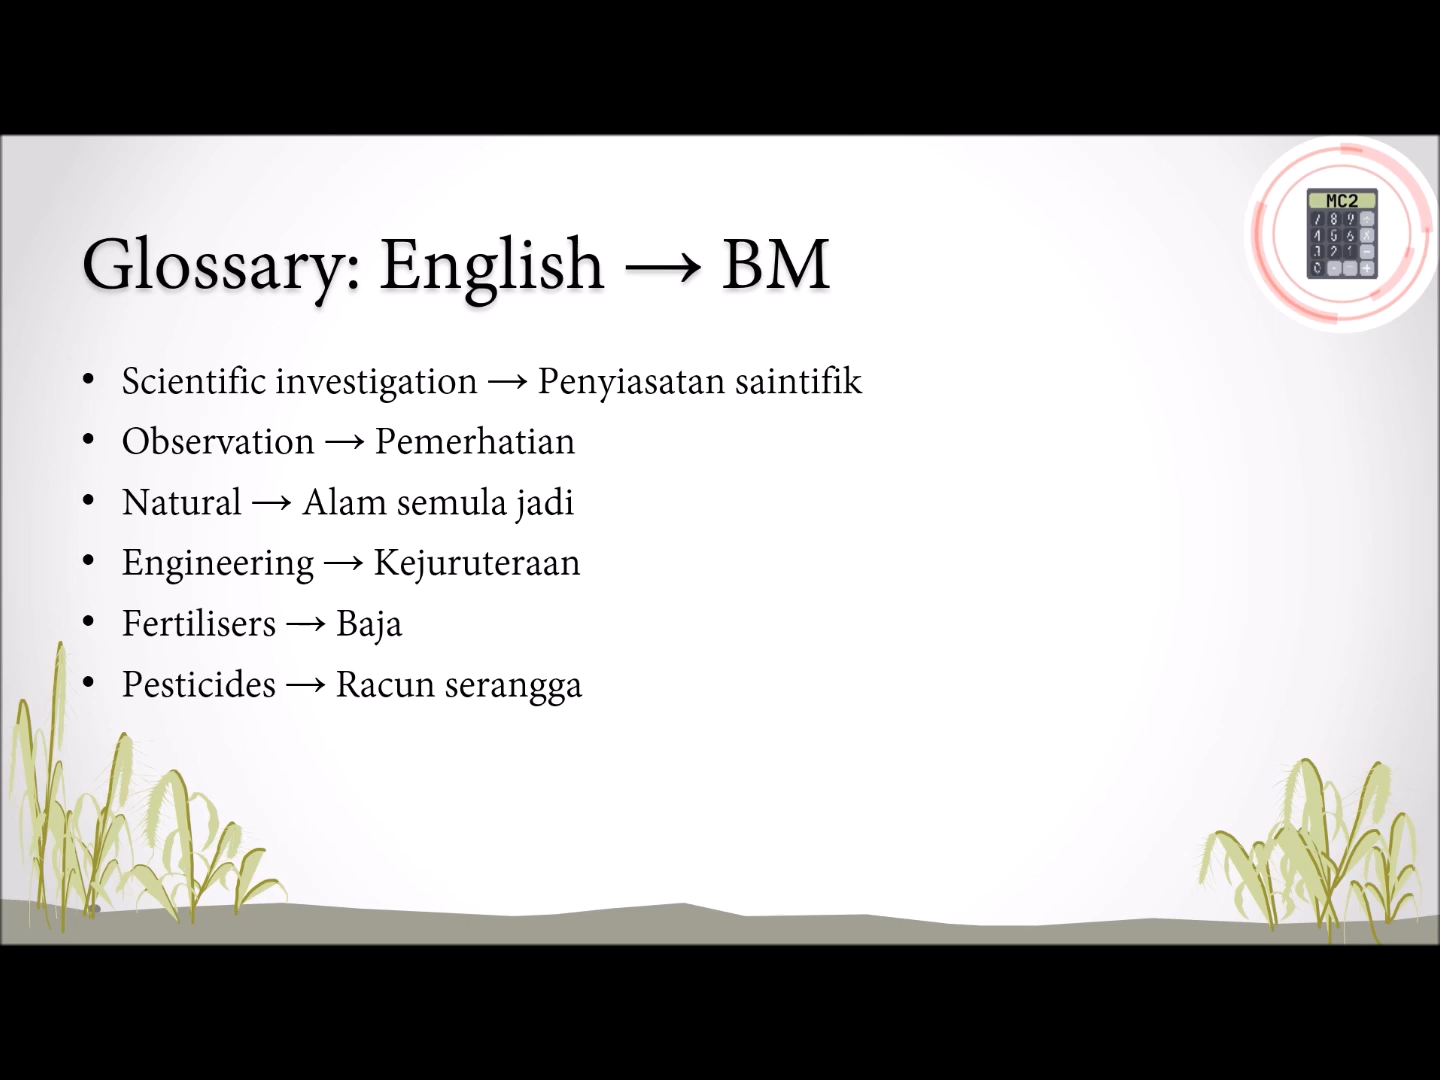 MC2
Glossary: English → BM
• Scientific investigation → Penyiasatan saintifik
• Observation → Pemerhatian
• Natural → Alam semula jadi
• Engineering → Kejuruteraan
• Fertilisers → Baja
• Pesticides → Racun serangga